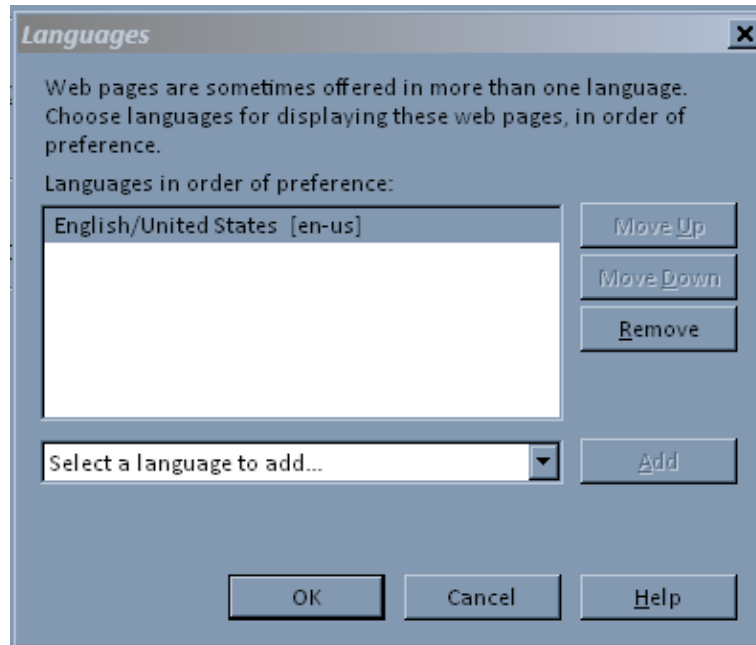 Languages
Web pages are sometimes offered in more than one language.
Choose languages for displaying these web pages, in order of
preference.
Languages in order of preference:
English/United States [en-us]
Move Up
Move Down
Remove
Select a language to add...
Add
OK
Cancel
Help